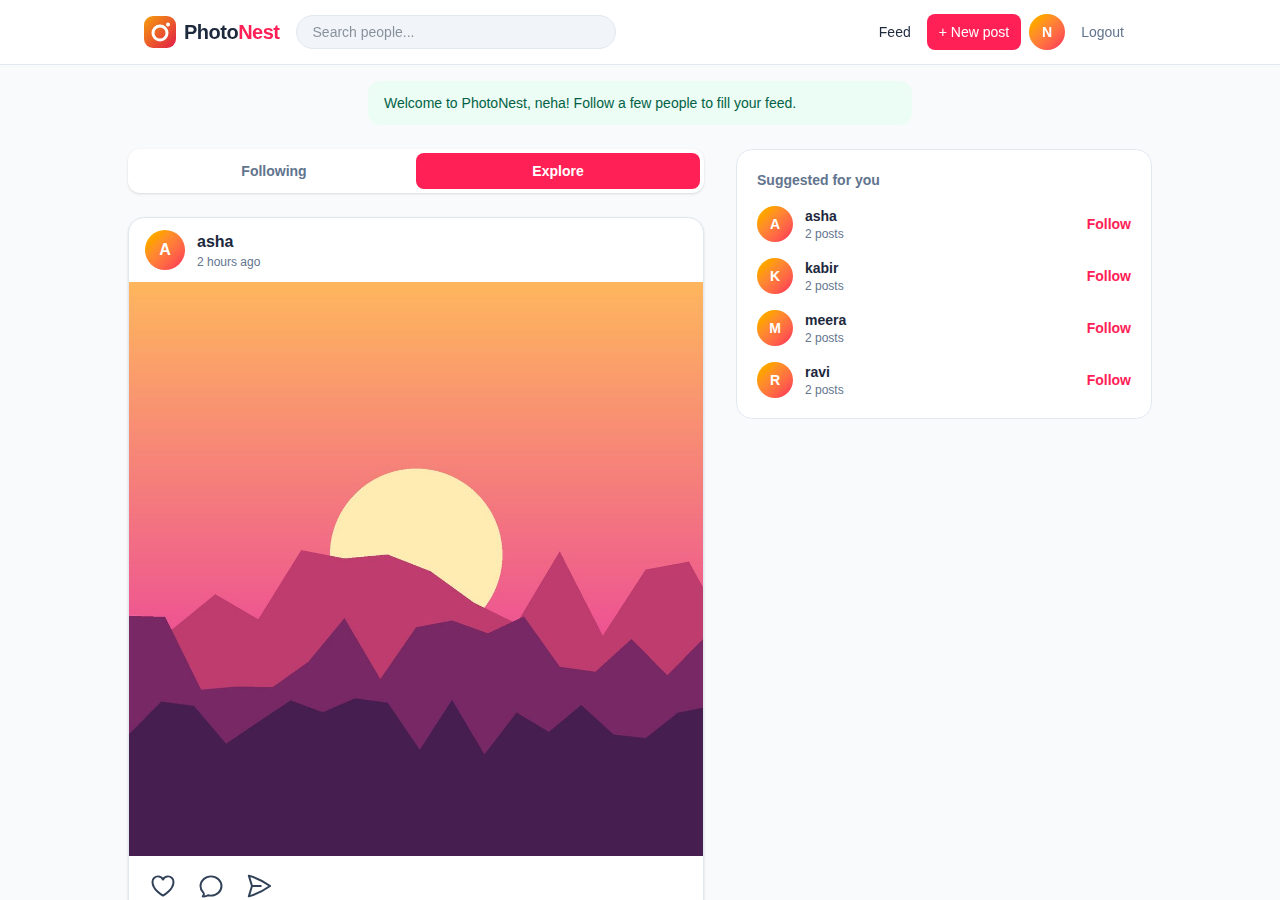 PhotoNest
Search people...
Feed
+ New post
N
Logout
Welcome to PhotoNest, neha! Follow a few people to fill your feed.
Following
Explore
A
asha
2 hours ago
Suggested for you
A
asha
2 posts
Follow
K
kabir
2 posts
Follow
M
meera
2 posts
Follow
R
ravi
2 posts
Follow